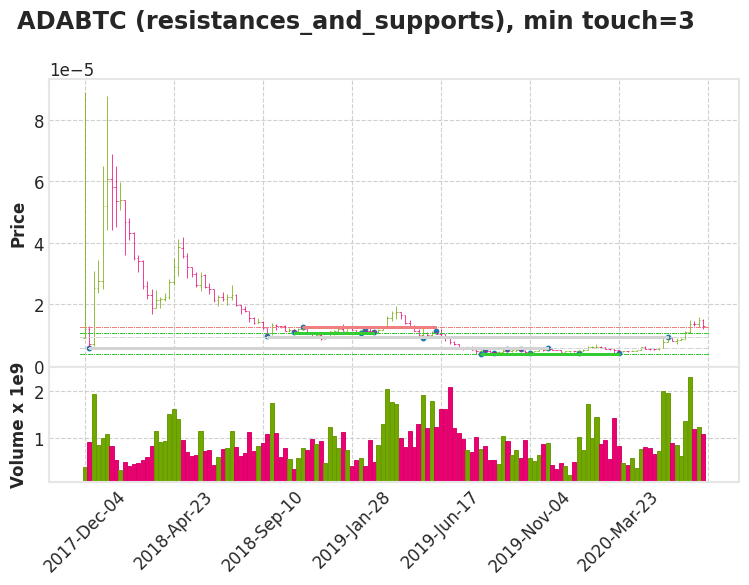 ADABTC (resistances_and_supports), min touch=3
1e−5
8
6
4
2
0
Price
2
1
Volume x 1e9
2017-Dec-04
2018-Apr-23
2018-Sep-10
2019-Jan-28
2019-Jun-17
2019-Nov-04
2020-Mar-23